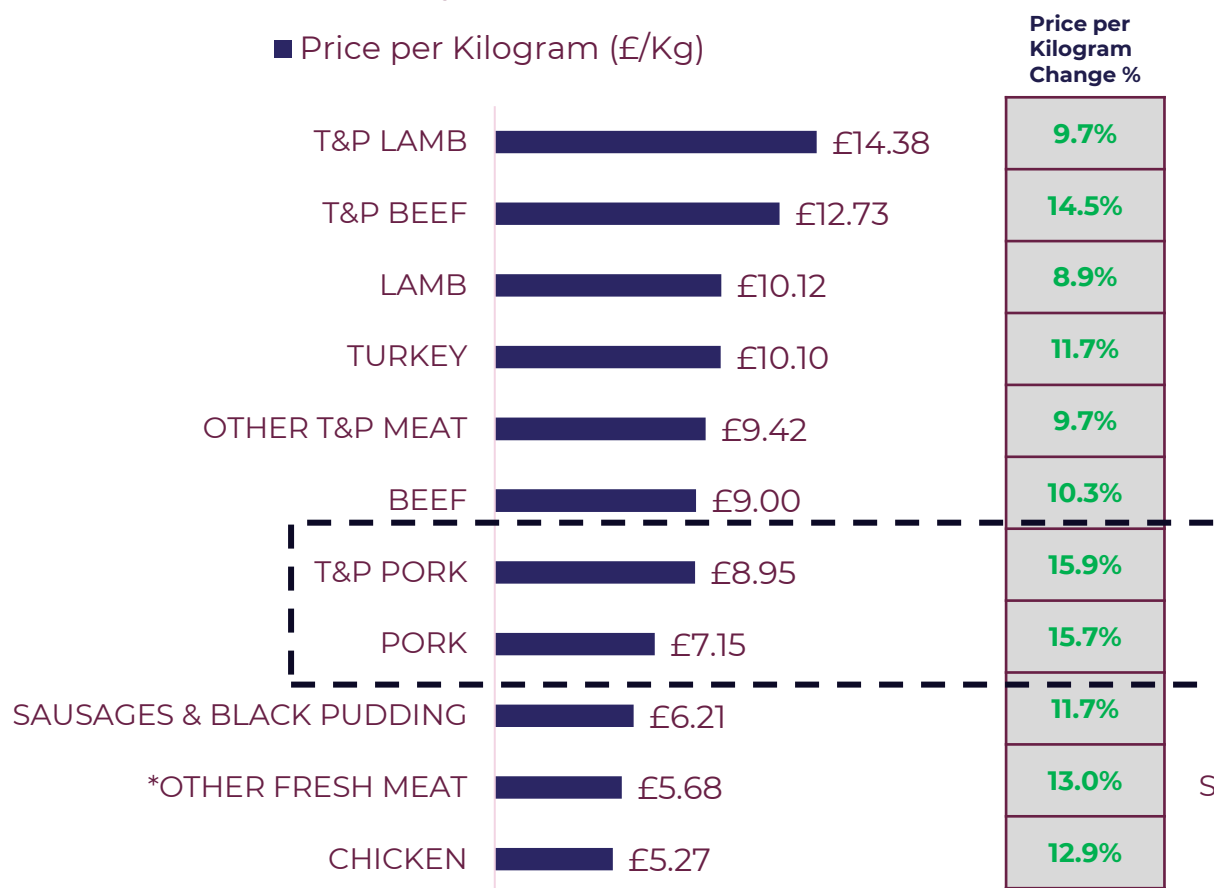 Price per Kilogram (£/Kg)
Price per
Kilogram
Change %
T&P LAMB £14.38 9.7%
T&P BEEF £12.73 14.5%
LAMB £10.12 8.9%
TURKEY £10.10 11.7%
OTHER T&P MEAT £9.42 9.7%
BEEF £9.00 10.3%
T&P PORK £8.95 15.9%
PORK £7.15 15.7%
SAUSAGES & BLACK PUDDING £6.21 11.7%
*OTHER FRESH MEAT £5.68 13.0% S
CHICKEN £5.27 12.9%